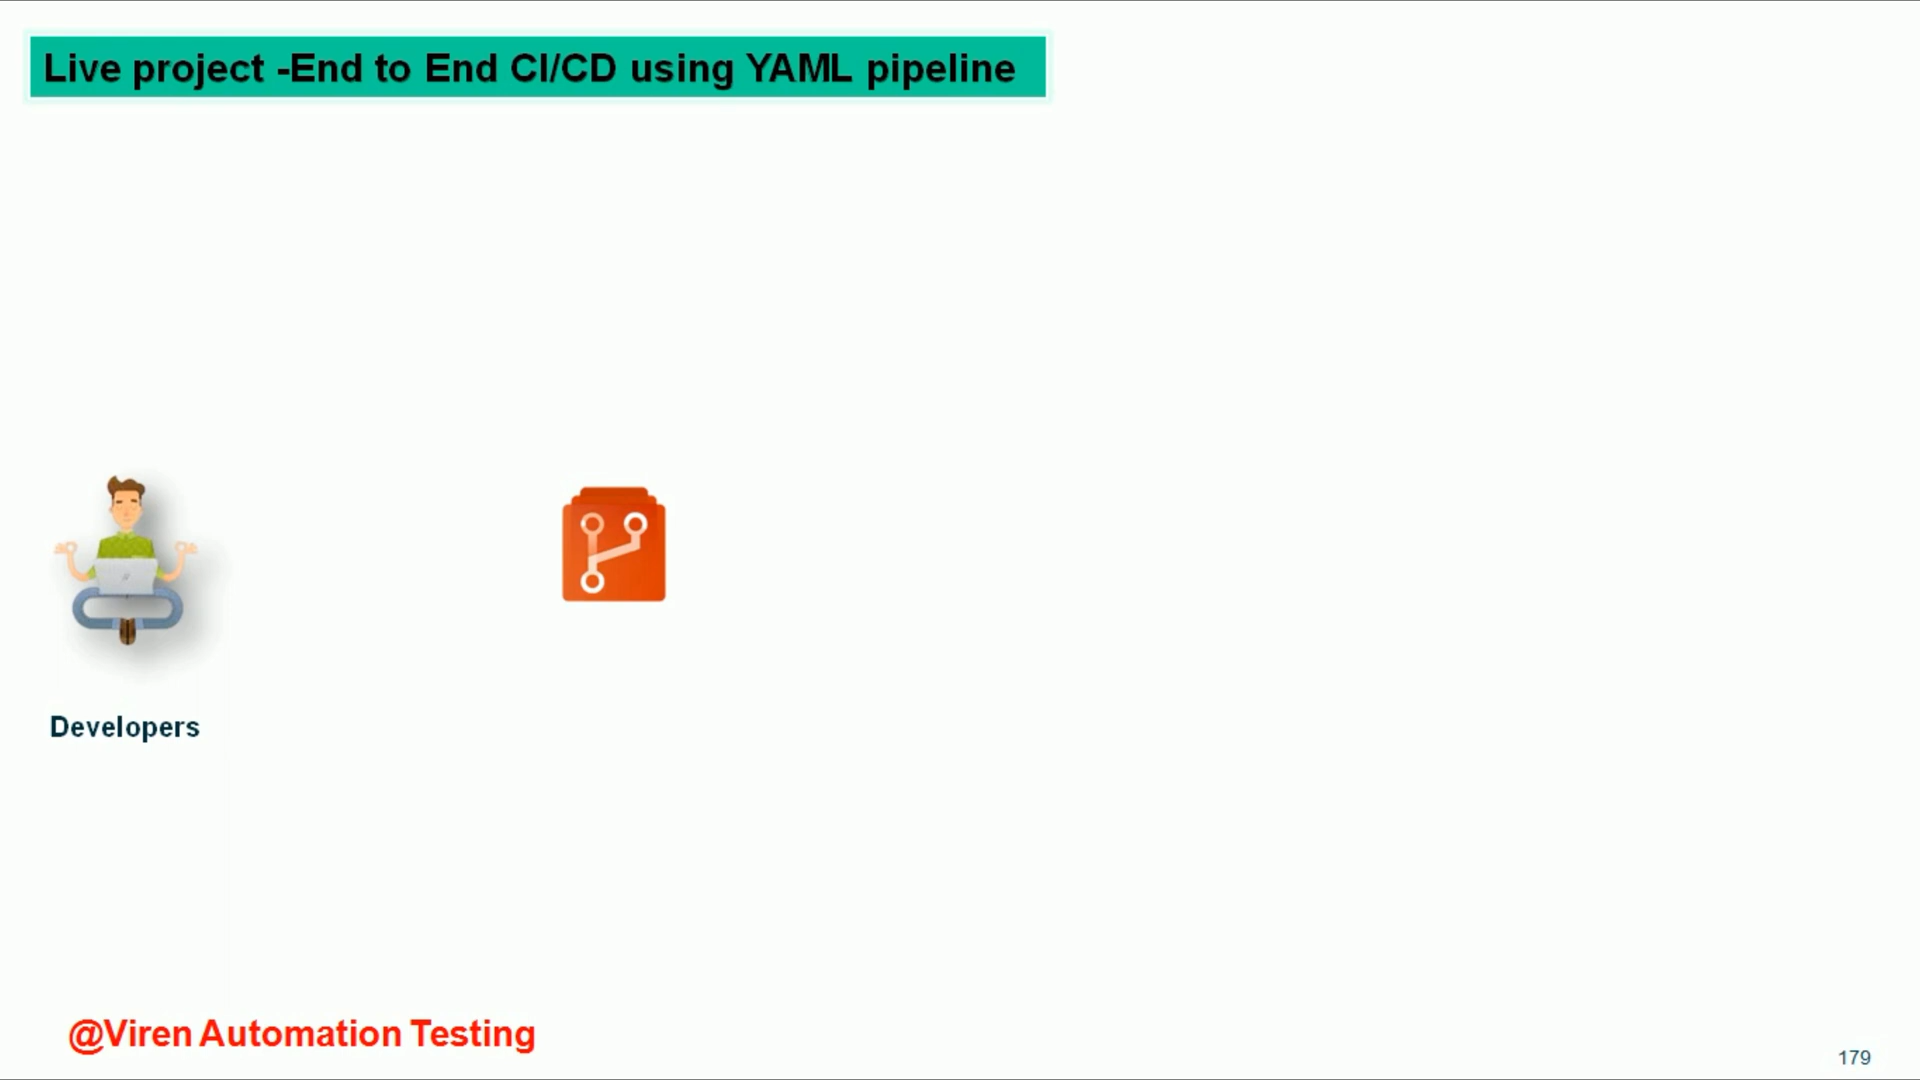 Live project -End to End CI/CD using YAML pipeline
Developers
@Viren Automation Testing
179